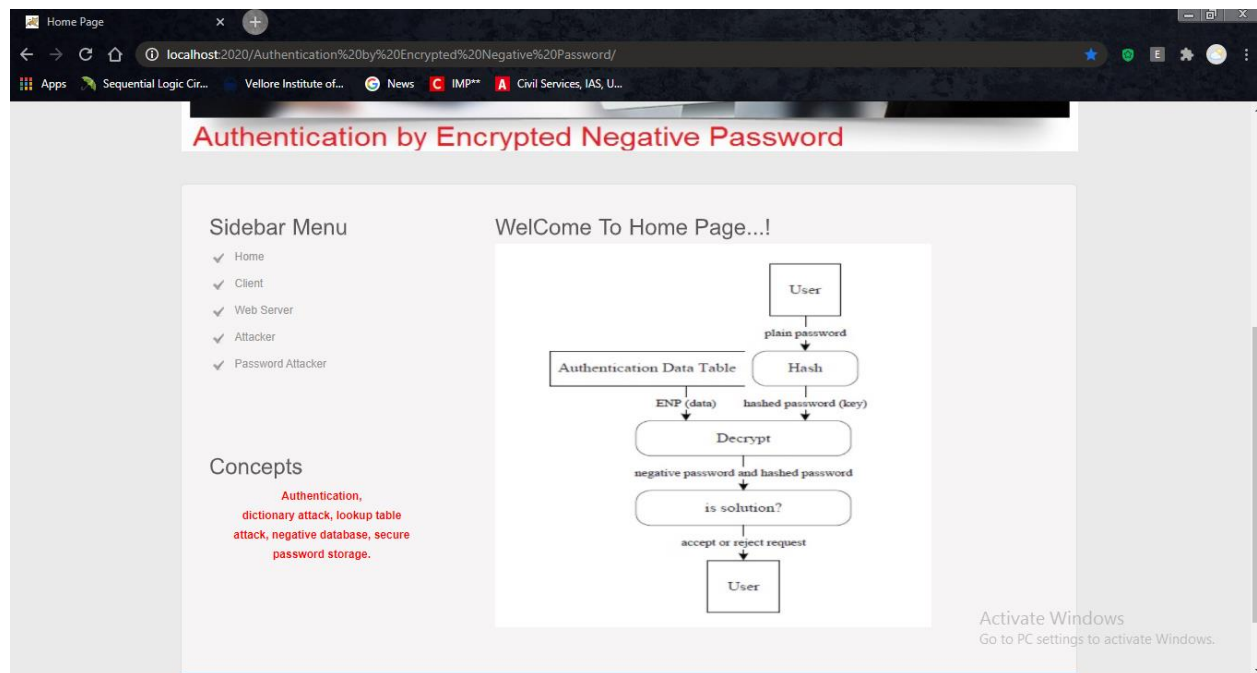 Home Page
localhost:2020/Authentication%20by%20Encrypted%20Negative%20Password/
E
Apps
Sequential Logic Cir...
Vellore Institute of...
G
News
C
IMP**
A
Civil Services, IAS, U...
Authentication by Encrypted Negative Password
Sidebar Menu
Home
Client
Web Server
Attacker
Password Attacker
Concepts
Authentication,
dictionary attack, lookup table
attack, negative database, secure
password storage.
WelCome To Home Page...!
User
plain password
Authentication Data Table
Hash
ENP (data)
hashed password (key)
Decrypt
negative password and hashed password
is solution?
accept or reject request
User
Activate Windows
Go to PC settings to activate Windows.